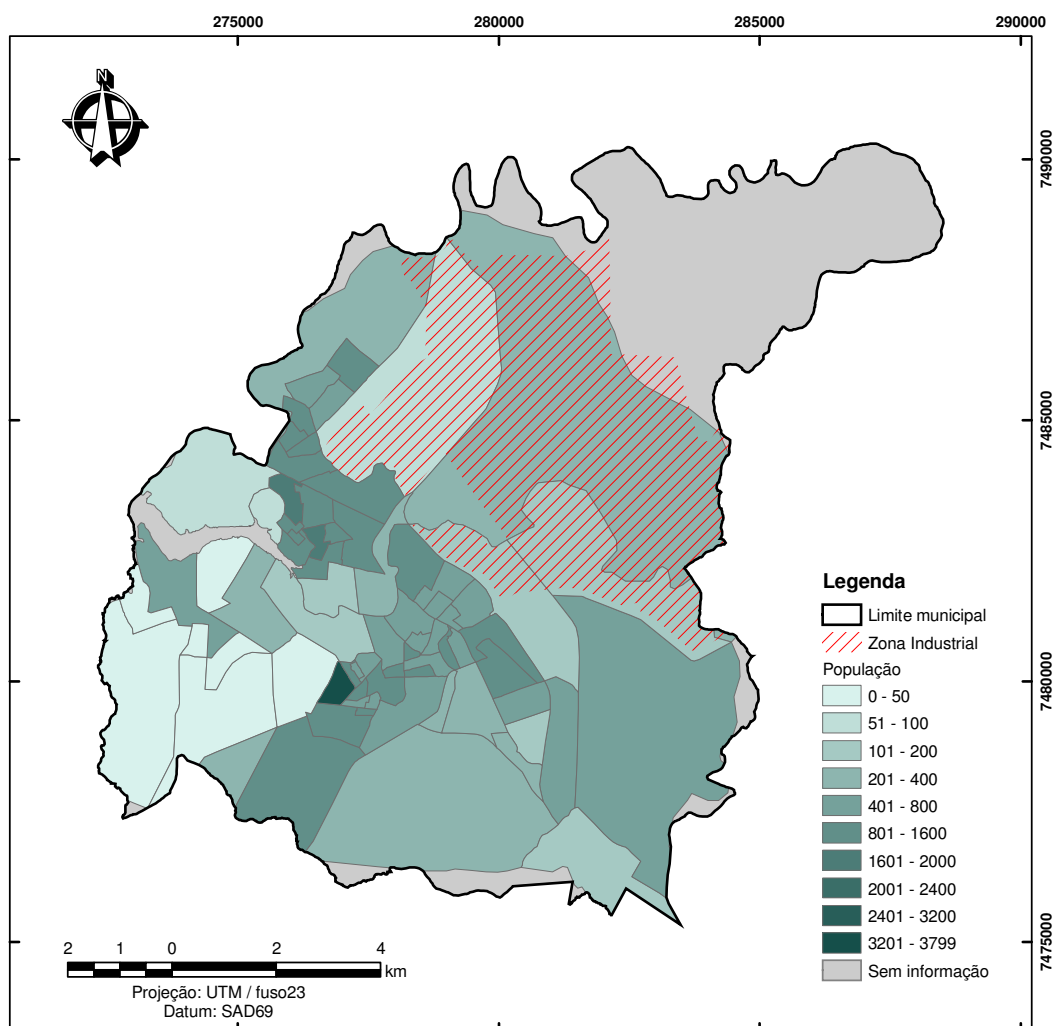 275000
280000
285000
290000
N
7490000
7485000
7480000
7475000
Legenda
Limite municipal
Zona Industrial
População
0 - 50
51 - 100
101 - 200
201 - 400
401 - 800
801 - 1600
1601 - 2000
2001 - 2400
2401 - 3200
3201 - 3799
Sem informação
2 1 0 2 4
km
Projeção: UTM / fuso23
Datum: SAD69